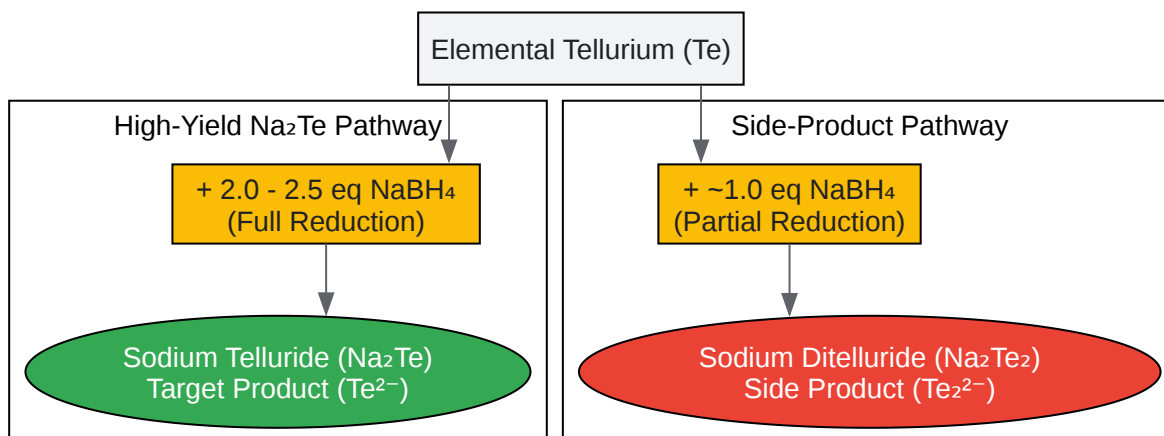 Elemental Tellurium (Te)
High-Yield Na₂Te Pathway
+ 2.0 - 2.5 eq NaBH₄
(Full Reduction)
Sodium Telluride (Na₂Te)
Target Product (Te²⁻)
Side-Product Pathway
+ ~1.0 eq NaBH₄
(Partial Reduction)
Sodium Ditelluride (Na₂Te₂)
Side Product (Te₂²⁻)